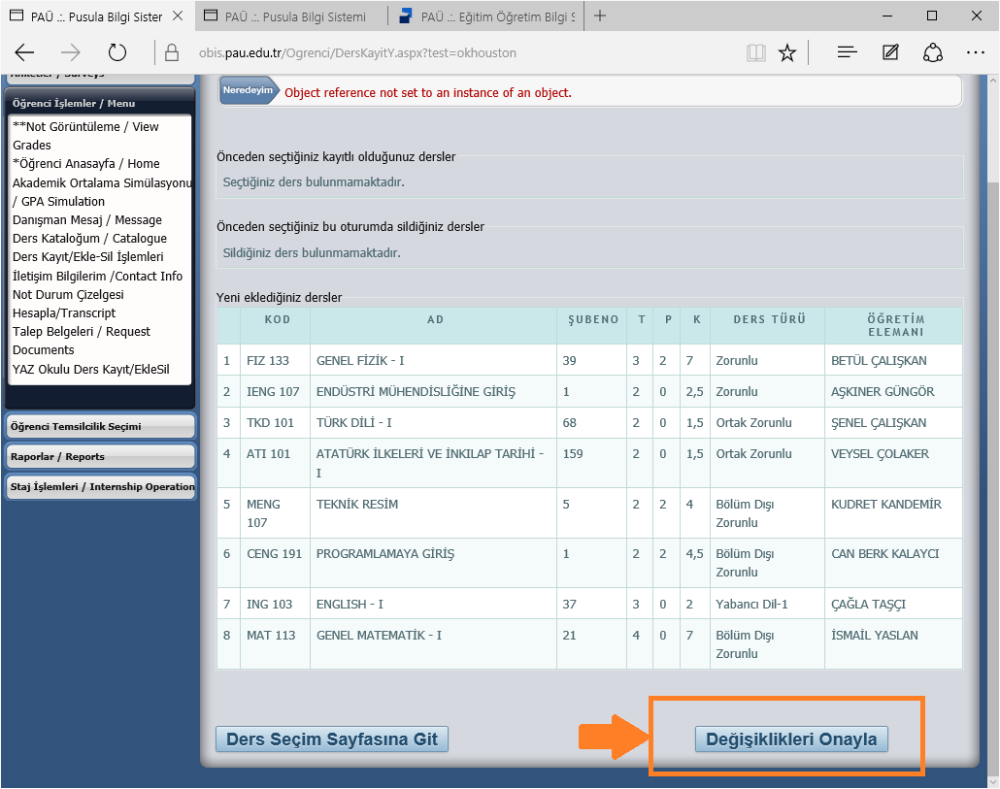 PAÜ .:. Pusula Bilgi Sister
PAÜ .:. Pusula Bilgi Sistemi
PAÜ .:. Eğitim Öğretim Bilgi S
obis.pau.edu.tr/Ogrenci/DersKayitY.aspx?test=okhouston
Anketler / Surveys
Öğrenci İşlemler / Menu
**Not Görüntüleme / View
Grades
*Öğrenci Anasayfa / Home
Akademik Ortalama Simülasyonu
/ GPA Simulation
Danışman Mesaj / Message
Ders Kataloğum / Catalogue
Ders Kayıt/Ekle-Sil İşlemleri
İletişim Bilgilerim /Contact Info
Not Durum Çizelgesi
Hesapla/Transcript
Talep Belgeleri / Request
Documents
YAZ Okulu Ders Kayıt/EkleSil
Öğrenci Temsilcilik Seçimi
Raporlar / Reports
Staj İşlemleri / Internship Operation
Neredeyim Object reference not set to an instance of an object.
Önceden seçtiğiniz kayıtlı olduğunuz dersler
Seçtiğiniz ders bulunmamaktadır.
Önceden seçtiğiniz bu oturumda sildiğiniz dersler
Sildiğiniz ders bulunmamaktadır.
Yeni eklediğiniz dersler
KOD AD ŞUBENO T P K DERS TÜRÜ ÖĞRETİM ELEMANI
1 FIZ 133 GENEL FİZİK - I 39 3 2 7 Zorunlu BETÜL ÇALIŞKAN
2 IENG 107 ENDÜSTRİ MÜHENDİSLİĞİNE GİRİŞ 1 2 0 2,5 Zorunlu AŞKINER GÜNGÖR
3 TKD 101 TÜRK DİLİ - I 68 2 0 1,5 Ortak Zorunlu ŞENEL ÇALIŞKAN
4 ATI 101 ATATÜRK İLKELERİ VE İNKILAP TARİHİ - I 159 2 0 1,5 Ortak Zorunlu VEYSEL ÇOLAKER
5 MENG 107 TEKNİK RESİM 5 2 2 4 Bölüm Dışı Zorunlu KUDRET KANDEMİR
6 CENG 191 PROGRAMLAMAYA GİRİŞ 1 2 2 4,5 Bölüm Dışı Zorunlu CAN BERK KALAYCI
7 ING 103 ENGLISH - I 37 3 0 2 Yabancı Dil-1 ÇAĞLA TAŞÇI
8 MAT 113 GENEL MATEMATİK - I 21 4 0 7 Bölüm Dışı Zorunlu İSMAİL YASLAN
Ders Seçim Sayfasına Git
Değişiklikleri Onayla